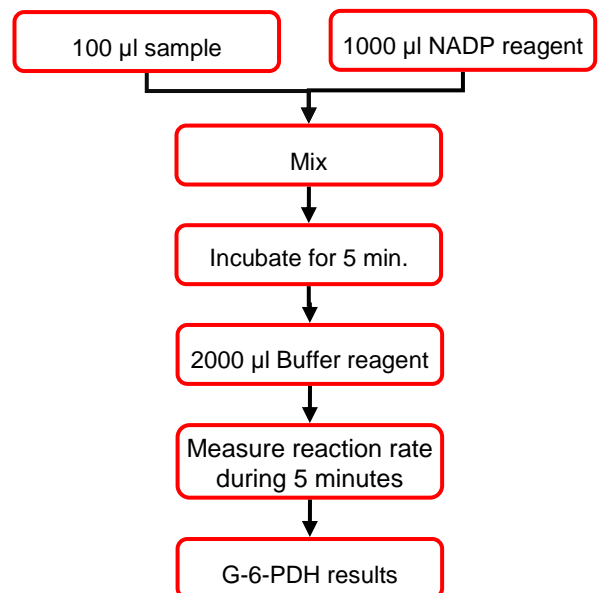 100 µl sample
1000 µl NADP reagent
Mix
Incubate for 5 min.
2000 µl Buffer reagent
Measure reaction rate
during 5 minutes
G-6-PDH results